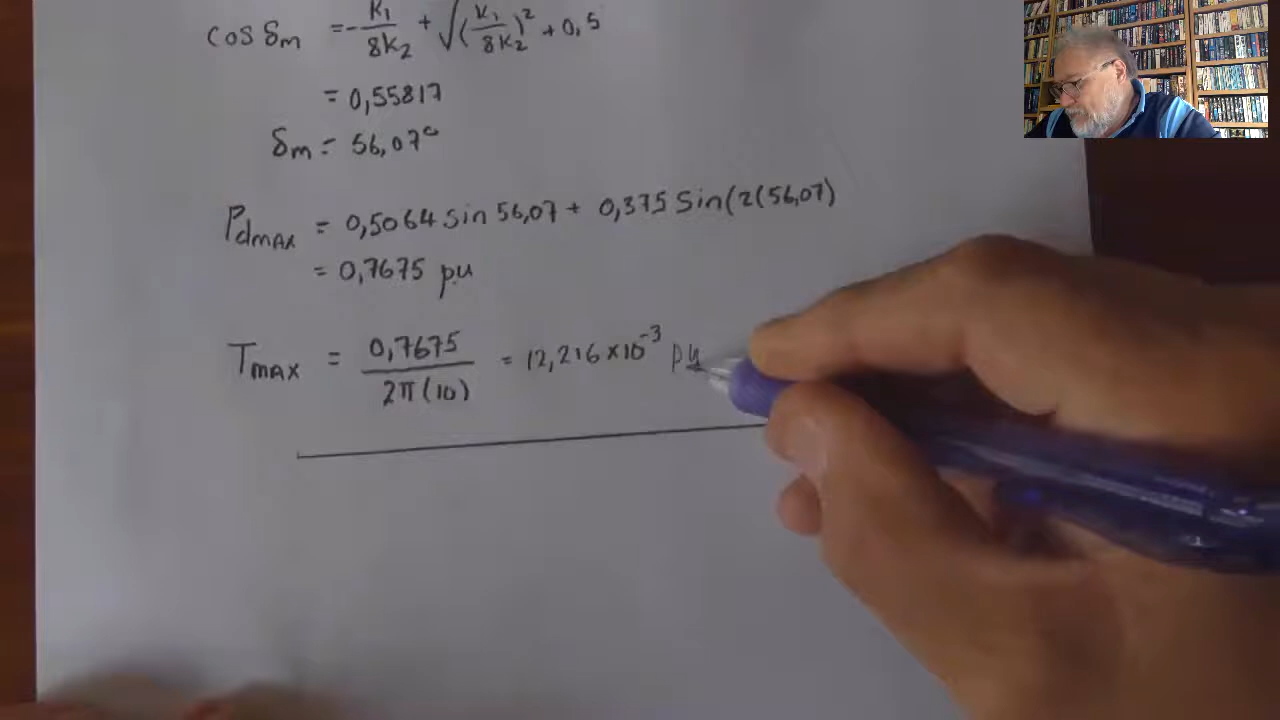 cos δm = -K1/8K2 + √(K1/8K2)² + 0,5
= 0,55817
δm = 56,07°
PdMAX = 0,5064 sin 56,07 + 0,375 Sin(2(56,07)
= 0,7675 pu
TMAX = 0,7675/2π(10) = 12,216 × 10⁻³ pu